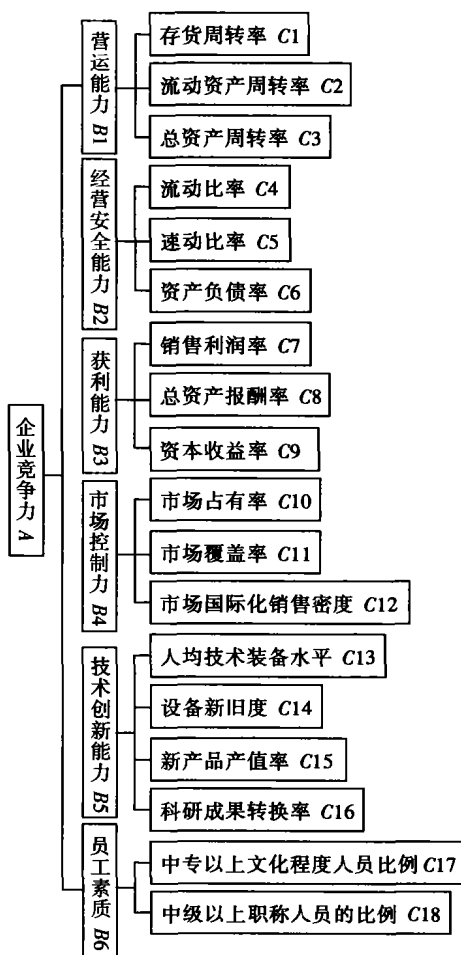 企业竞争力 A
营运能力 B1
存货周转率 C1
流动资产周转率 C2
总资产周转率 C3
经营安全能力 B2
流动比率 C4
速动比率 C5
资产负债率 C6
获利能力 B3
销售利润率 C7
总资产报酬率 C8
资本收益率 C9
市场控制力 B4
市场占有率 C10
市场覆盖率 C11
市场国际化销售密度 C12
技术创新能力 B5
人均技术装备水平 C13
设备新旧度 C14
新产品产值率 C15
科研成果转换率 C16
员工素质 B6
中专以上文化程度人员比例 C17
中级以上职称人员的比例 C18